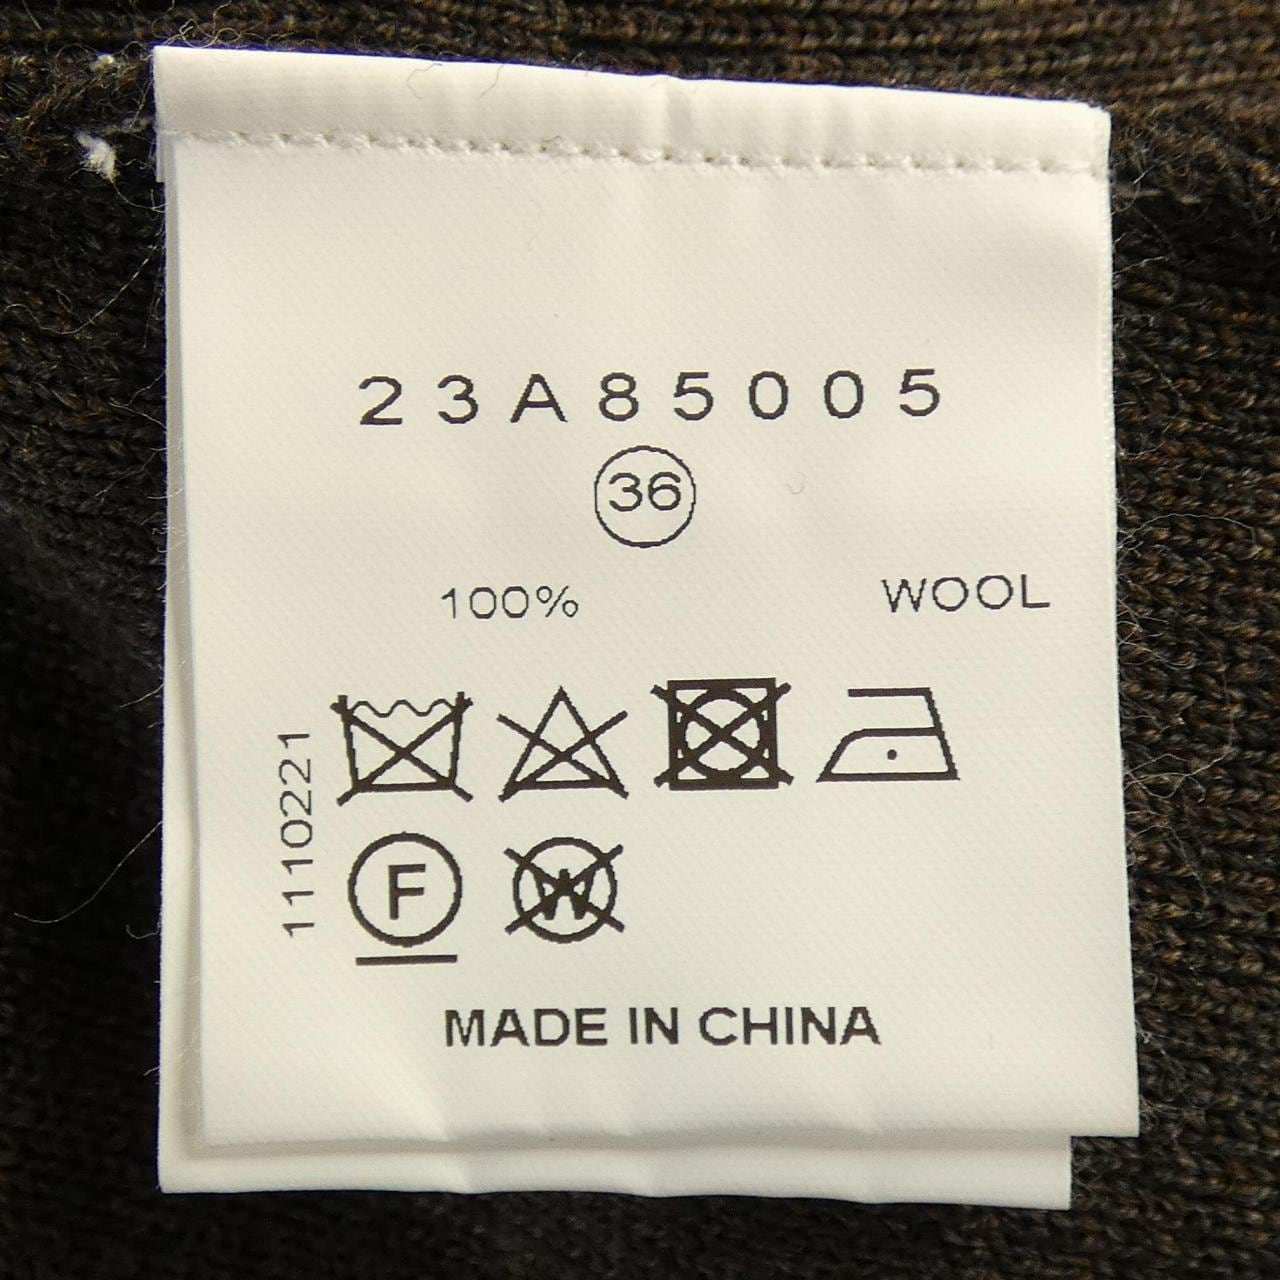 23A85005
36
100% WOOL
1110221
F W
MADE IN CHINA